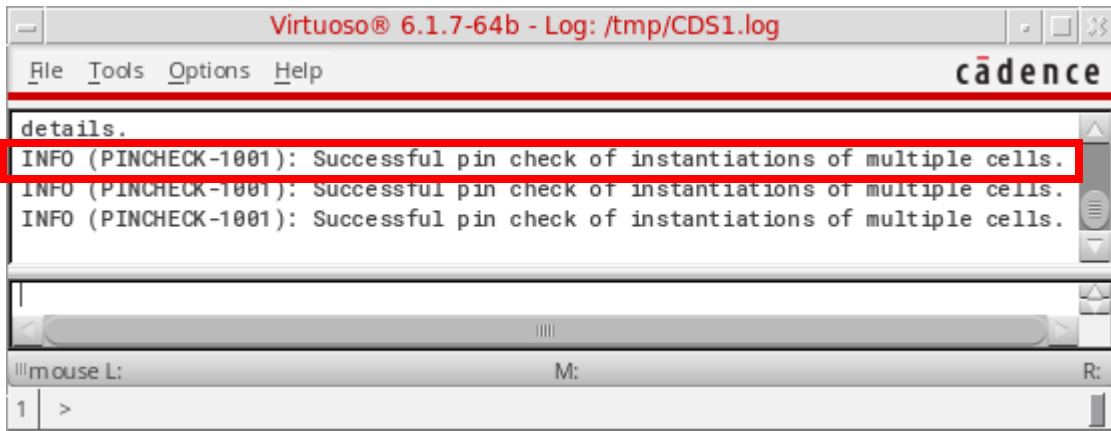 Virtuoso® 6.1.7-64b - Log: /tmp/CDS1.log
File Tools Options Help cādence
details.
INFO (PINCHECK-1001): Successful pin check of instantiations of multiple cells.
INFO (PINCHECK-1001): Successful pin check of instantiations of multiple cells.
INFO (PINCHECK-1001): Successful pin check of instantiations of multiple cells.
mouse L: M: R:
1 >